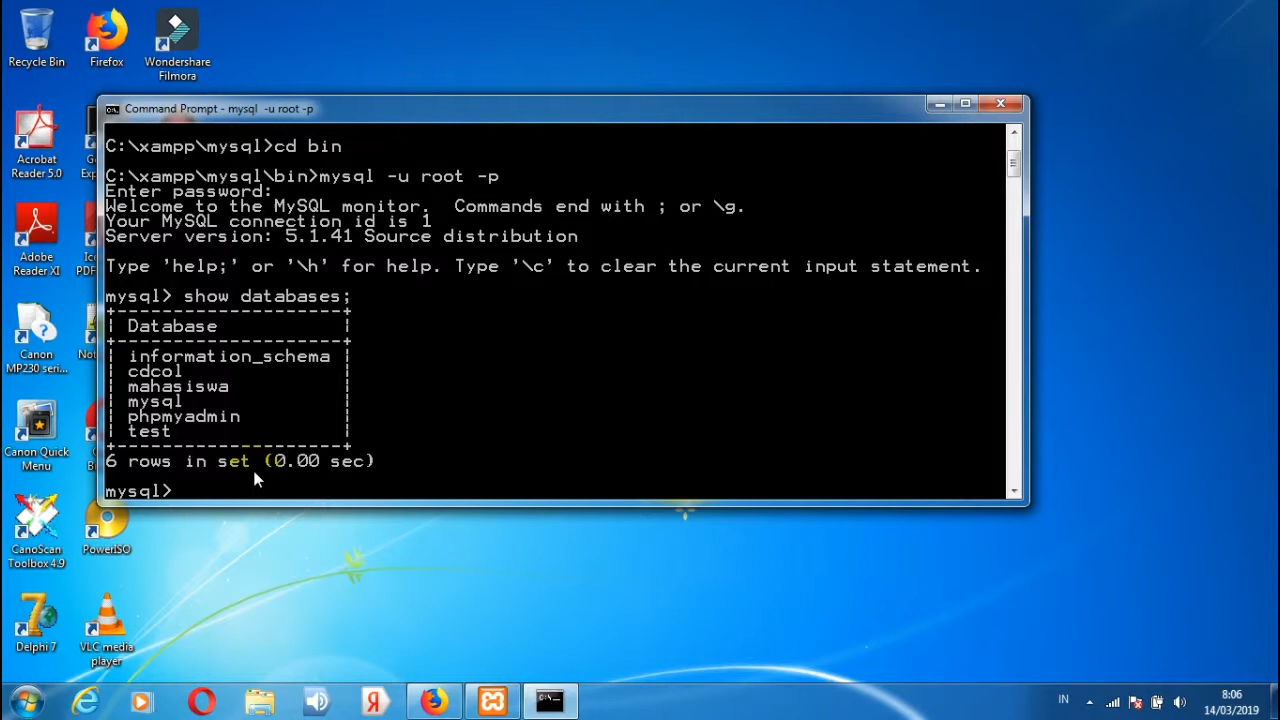 Recycle Bin
Firefox
Wondershare
Filmora
Acrobat
Reader 5.0
Adobe
Reader XI
Canon
MP230 seri...
Canon Quick
Menu
CanoScan
Toolbox 4.9
PowerISO
Delphi 7
VLC media
player
Command Prompt - mysql -u root -p
C:\xampp\mysql>cd bin
C:\xampp\mysql\bin>mysql -u root -p
Enter password:
Welcome to the MySQL monitor.  Commands end with ; or \g.
Your MySQL connection id is 1
Server version: 5.1.41 Source distribution
Type 'help;' or '\h' for help. Type '\c' to clear the current input statement.
mysql> show databases;
+--------------------+
| Database           |
+--------------------+
| information_schema |
| cdcol              |
| mahasiswa          |
| mysql              |
| phpmyadmin         |
| test               |
+--------------------+
6 rows in set (0.00 sec)
mysql>
IN
8:06
14/03/2019